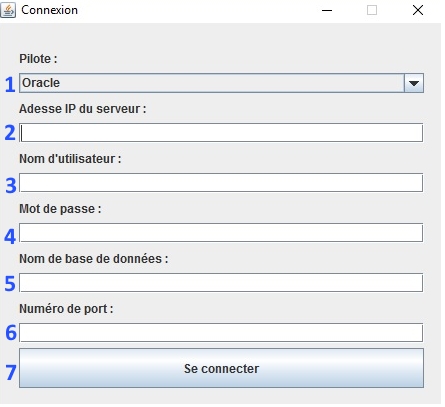 Connexion
Pilote :
1 Oracle
Adesse IP du serveur :
2
Nom d'utilisateur :
3
Mot de passe :
4
Nom de base de données :
5
Numéro de port :
6
7 Se connecter